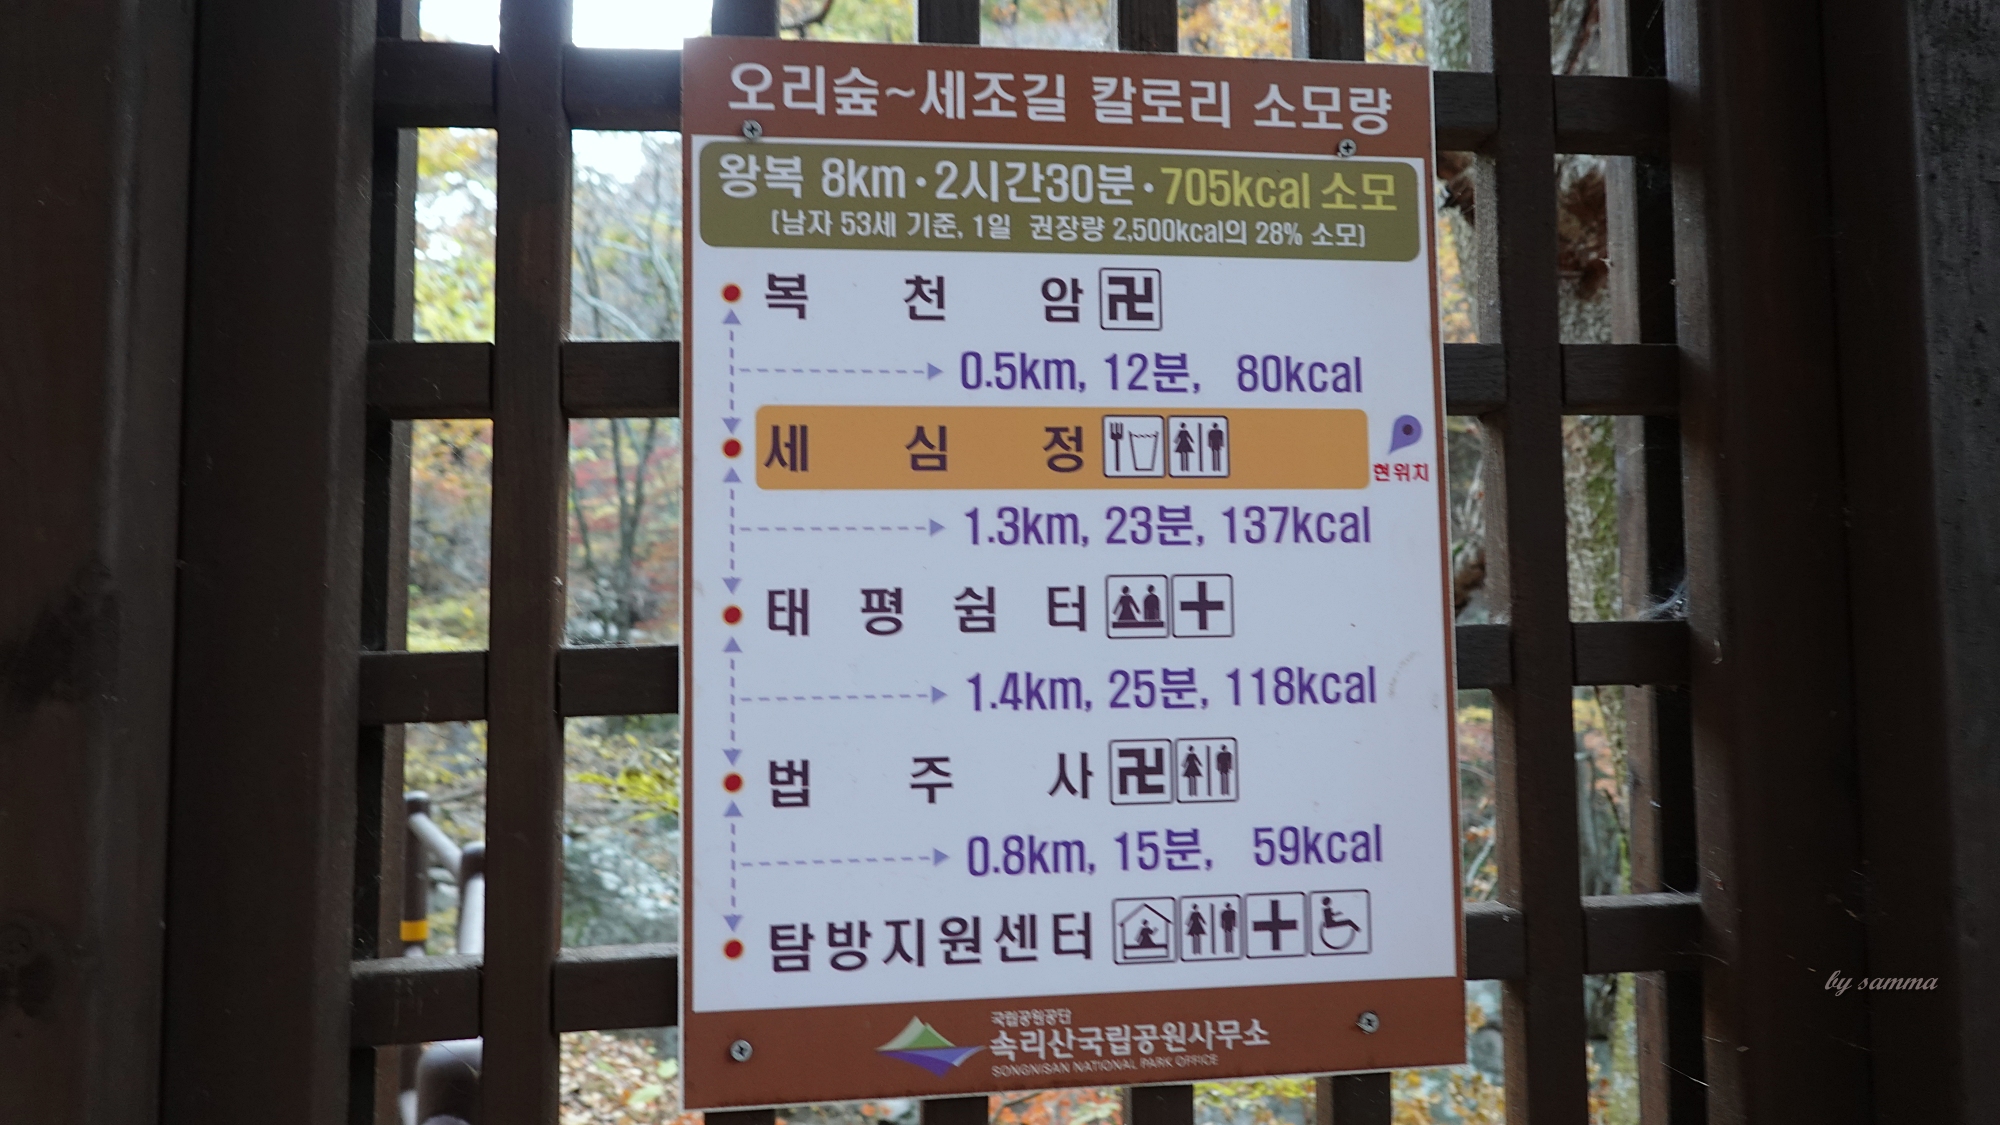 오리숲~세조길 칼로리 소모량
왕복 8km·2시간30분·705kcal 소모
(남자 53세 기준, 1일 권장량 2,500kcal의 28% 소모)
복천암 卍
0.5km, 12분, 80kcal
세심정
현위치
1.3km, 23분, 137kcal
태평쉼터
1.4km, 25분, 118kcal
법주사 卍
0.8km, 15분, 59kcal
탐방지원센터
국립공원공단
속리산국립공원사무소
SONGNISAN NATIONAL PARK OFFICE
by samma